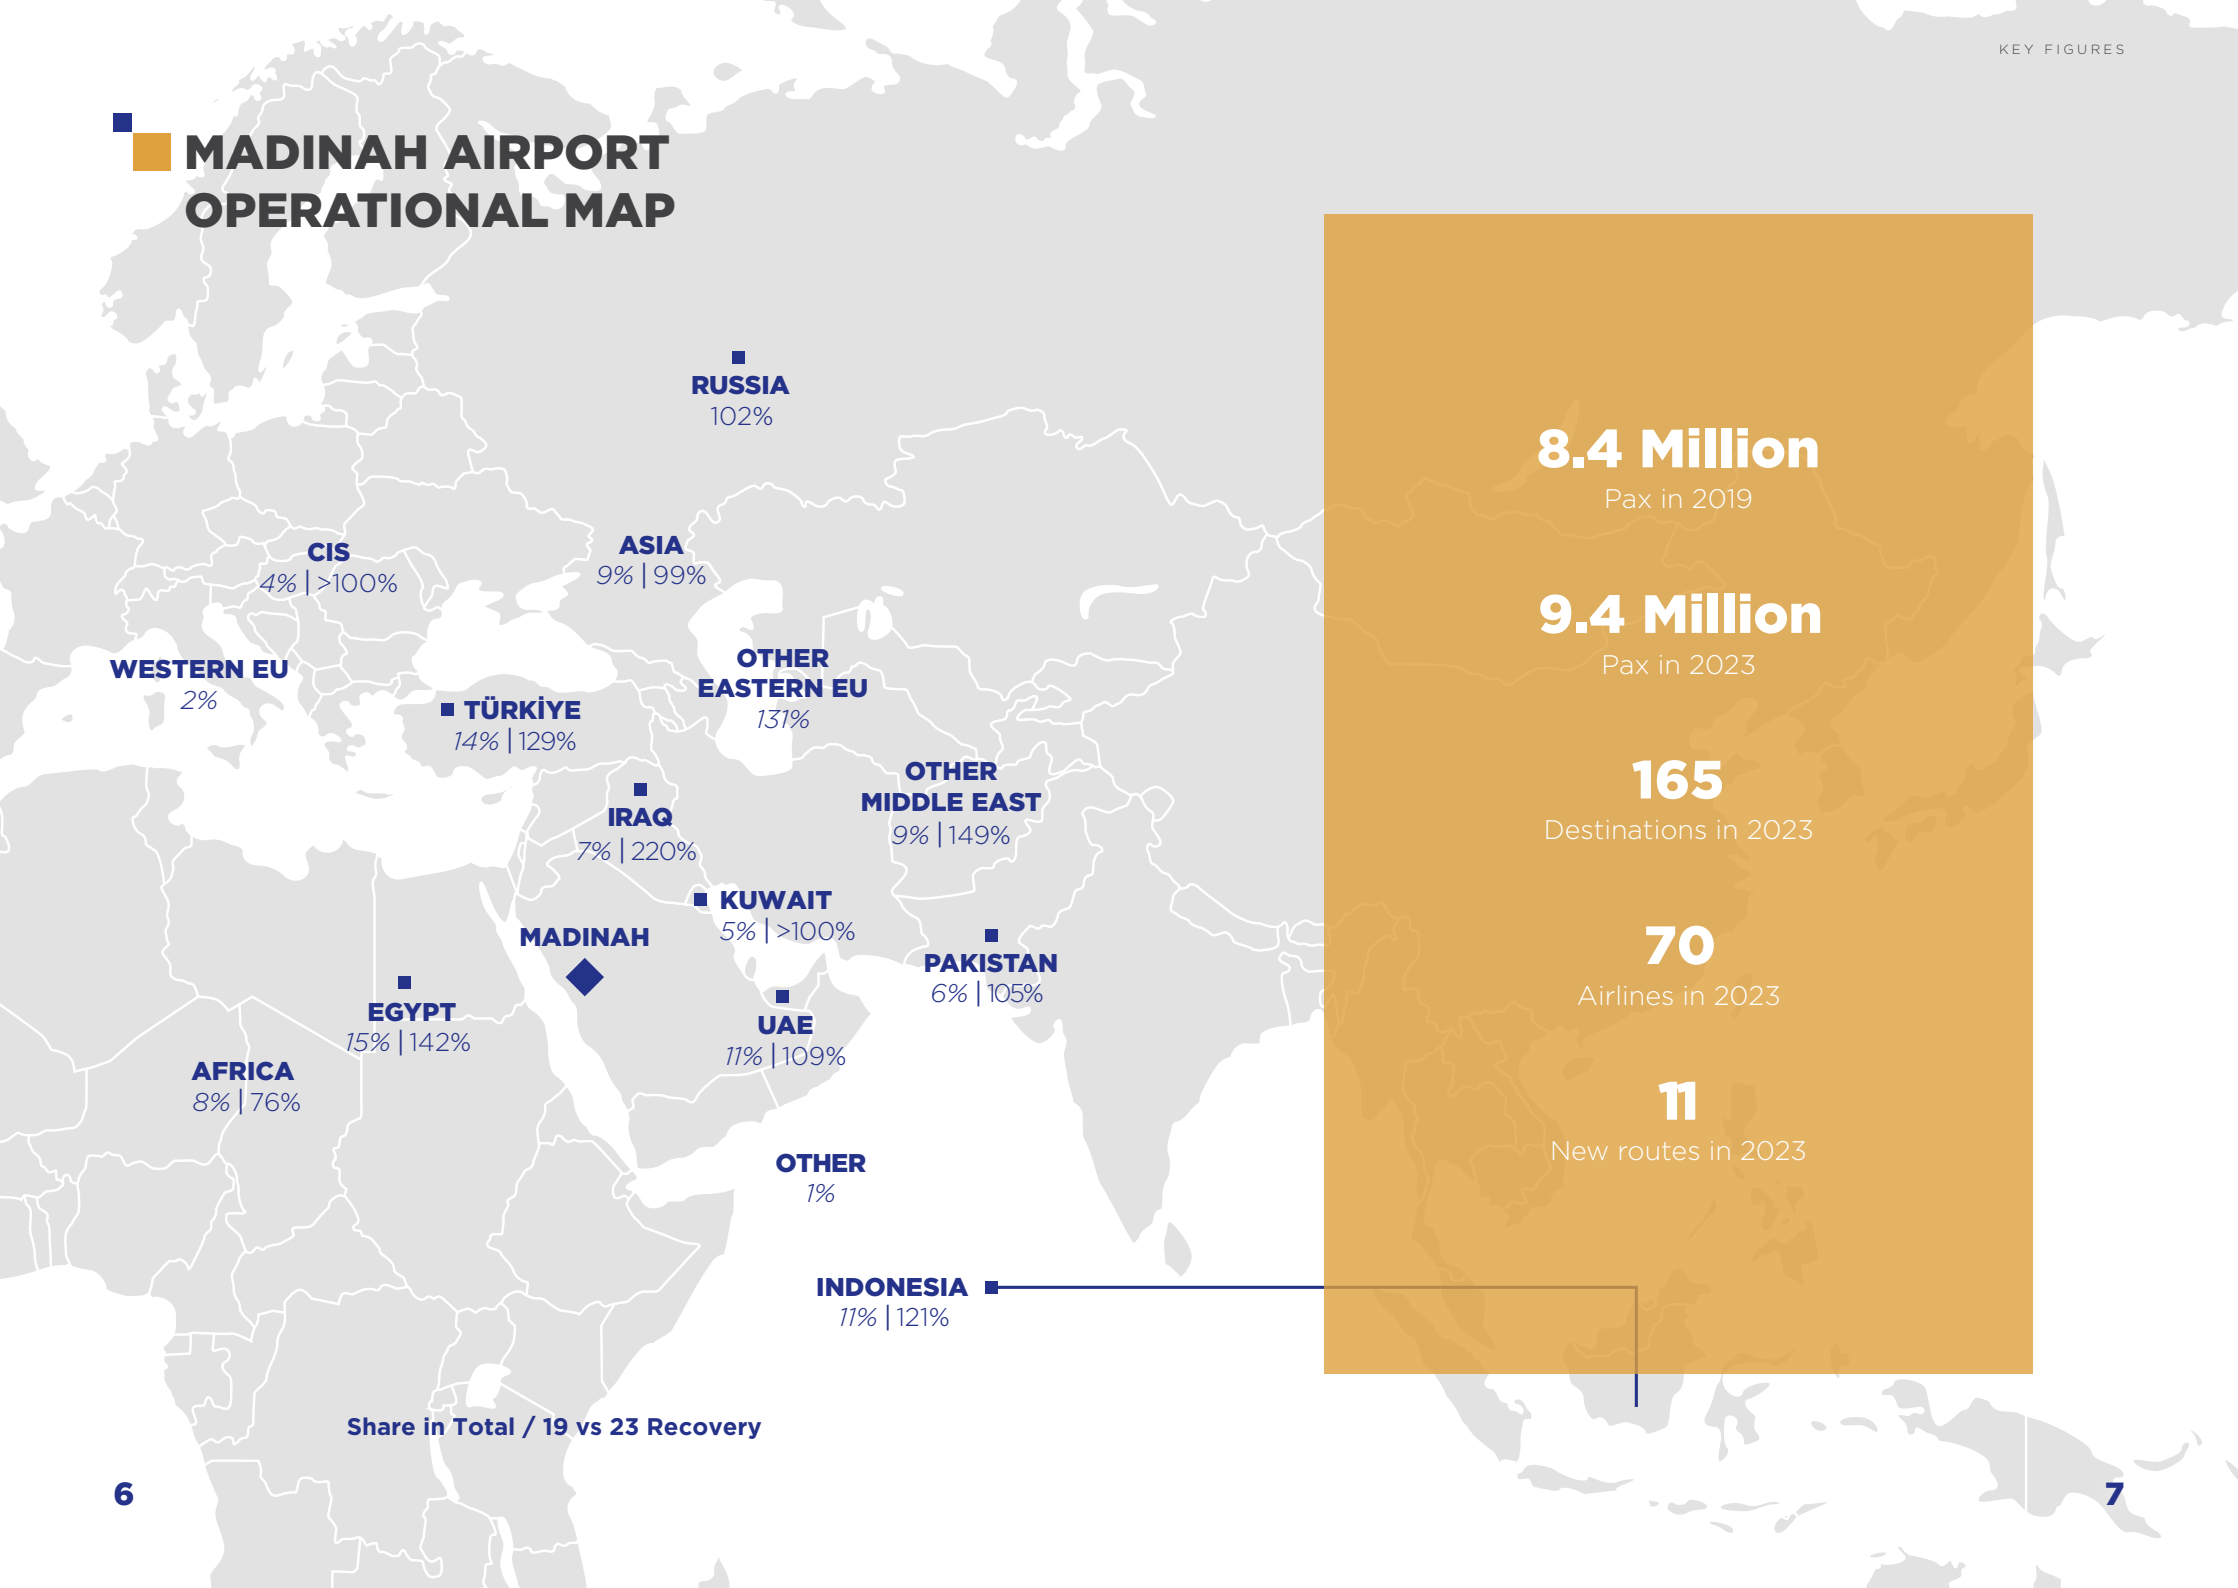 KEY FIGURES
MADINAH AIRPORT
OPERATIONAL MAP
RUSSIA
102%
CIS
4% | >100%
ASIA
9% | 99%
WESTERN EU
2%
TÜRKİYE
14% | 129%
OTHER
EASTERN EU
131%
IRAQ
7% | 220%
OTHER
MIDDLE EAST
9% | 149%
KUWAIT
5% | >100%
MADINAH
PAKISTAN
6% | 105%
EGYPT
15% | 142%
UAE
11% | 109%
AFRICA
8% | 76%
OTHER
1%
INDONESIA
11% | 121%
Share in Total / 19 vs 23 Recovery
8.4 Million
Pax in 2019
9.4 Million
Pax in 2023
165
Destinations in 2023
70
Airlines in 2023
11
New routes in 2023
6
7